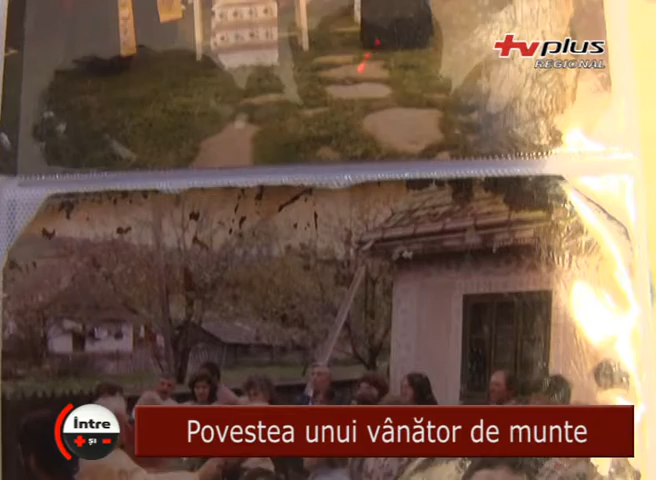 tvplus
REGIONAL
Între
+ și -
Povestea unui vânător de munte